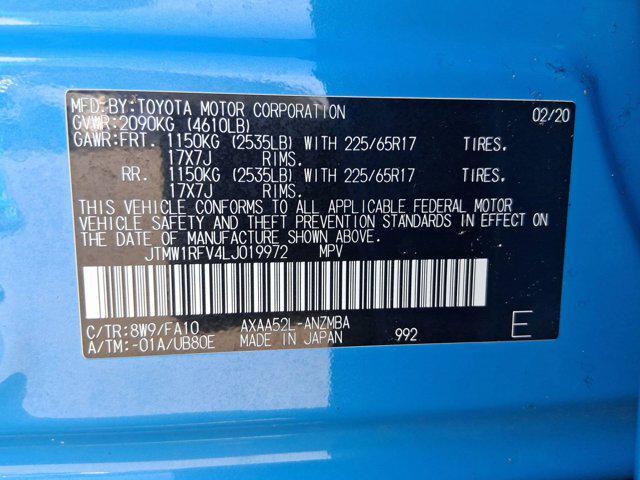 MFD.BY:TOYOTA MOTOR CORPORATION 02/20
GVWR:2090KG (4610LB)
GAWR:FRT. 1150KG (2535LB) WITH 225/65R17 TIRES.
17X7J RIMS.
RR. 1150KG (2535LB) WITH 225/65R17 TIRES.
17X7J RIMS.
THIS VEHICLE CONFORMS TO ALL APPLICABLE FEDERAL MOTOR
VEHICLE SAFETY AND THEFT PREVENTION STANDARDS IN EFFECT ON
THE DATE OF MANUFACTURE SHOWN ABOVE.
JTMW1RFV4LJ019972 MPV
C/TR:8W9/FA10 AXAA52L-ANZMBA E
A/TM:-01A/UB80E MADE IN JAPAN 992